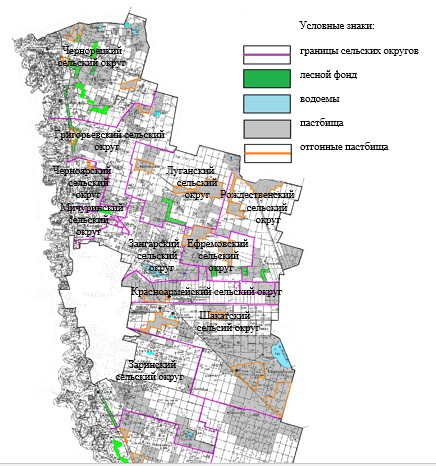 Условные знаки:
границы сельских округов
лесной фонд
водоемы
пастбища
отгонные пастбища
Чернорецкий
сельский округ
Григорьевский сельский
округ
Черноярский
сельский
округ
Мичуринский
сельский
округ
Луганский
сельский
округ
Рождественский
сельский
округ
Зангарский
сельский
округ
Ефремовский
сельский
округ
Красноармейский сельский округ
Шакатский
сельсий округ
Заринский
сельский округ